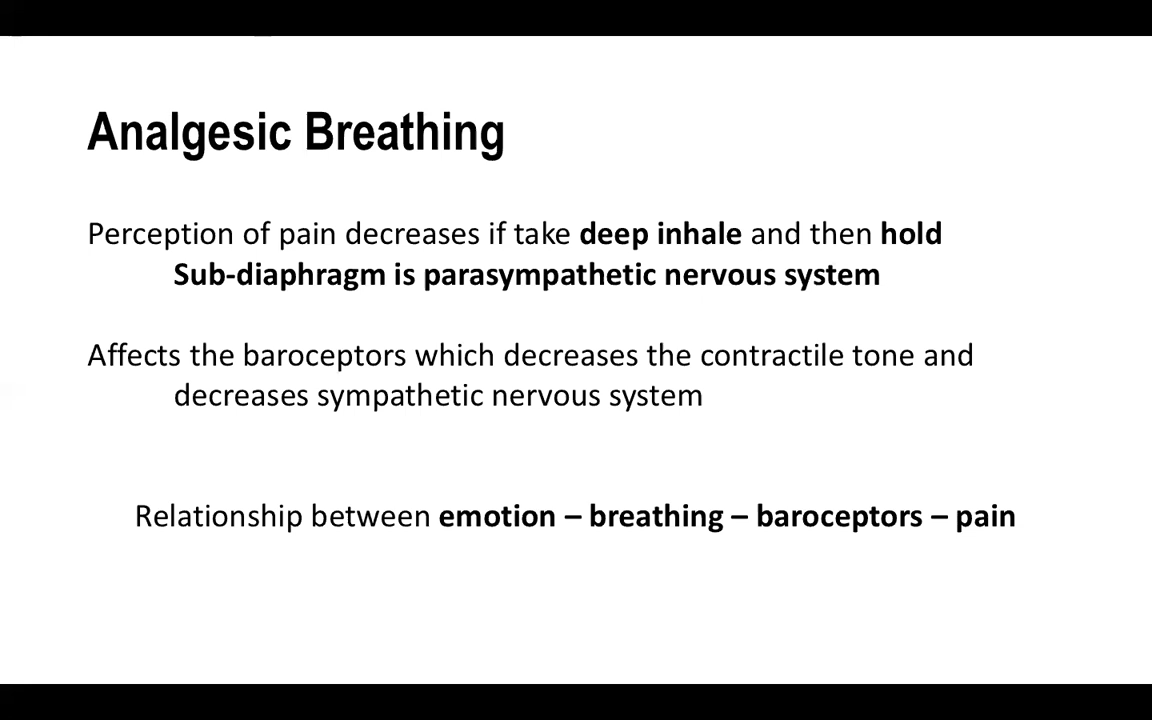 Analgesic Breathing
Perception of pain decreases if take deep inhale and then hold
Sub-diaphragm is parasympathetic nervous system
Affects the baroceptors which decreases the contractile tone and
decreases sympathetic nervous system
Relationship between emotion – breathing – baroceptors – pain